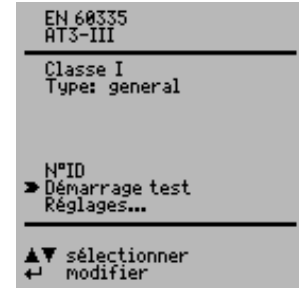 EN 60335
AT3-III
Classe I
Type: general
N°ID
Démarrage test
Réglages...
▲▼ sélectionner
↵ modifier